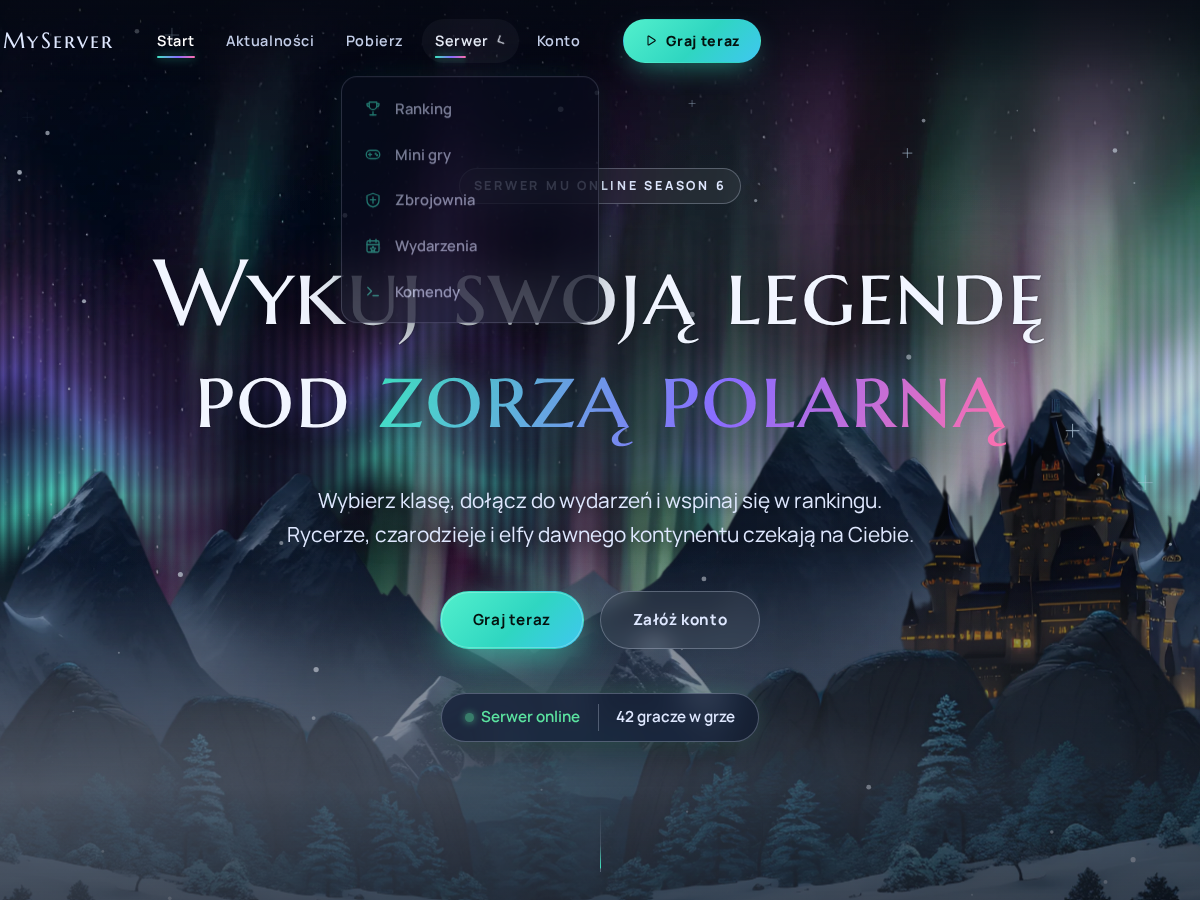 MyServer
Start
Aktualności
Pobierz
Serwer
Konto
Graj teraz
Ranking
Mini gry
Zbrojownia
Wydarzenia
Komendy
SERWER MU ONLINE SEASON 6
Wykuj swoją legendę
pod zorzą polarną
Wybierz klasę, dołącz do wydarzeń i wspinaj się w rankingu.
Rycerze, czarodzieje i elfy dawnego kontynentu czekają na Ciebie.
Graj teraz
Załóż konto
Serwer online
42 gracze w grze